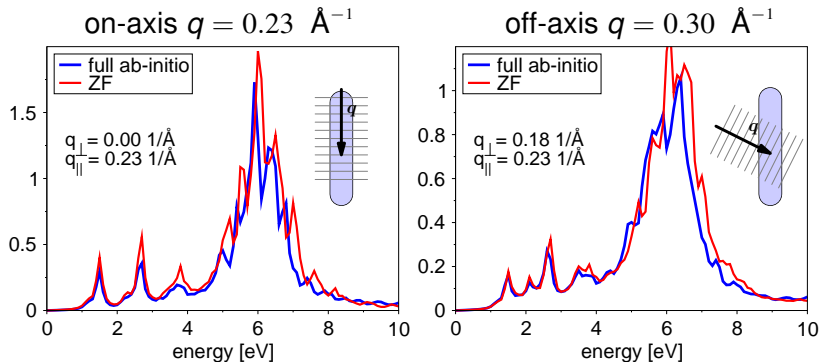 on-axis q = 0.23 Å⁻¹
full ab-initio
ZF
q
q⊥ = 0.00 1/Å
q|| = 0.23 1/Å
1.5
1
0.5
0
0 2 4 6 8 10
energy [eV]
off-axis q = 0.30 Å⁻¹
full ab-initio
ZF
q
q⊥ = 0.18 1/Å
q|| = 0.23 1/Å
1
0.8
0.6
0.4
0.2
0
0 2 4 6 8 10
energy [eV]